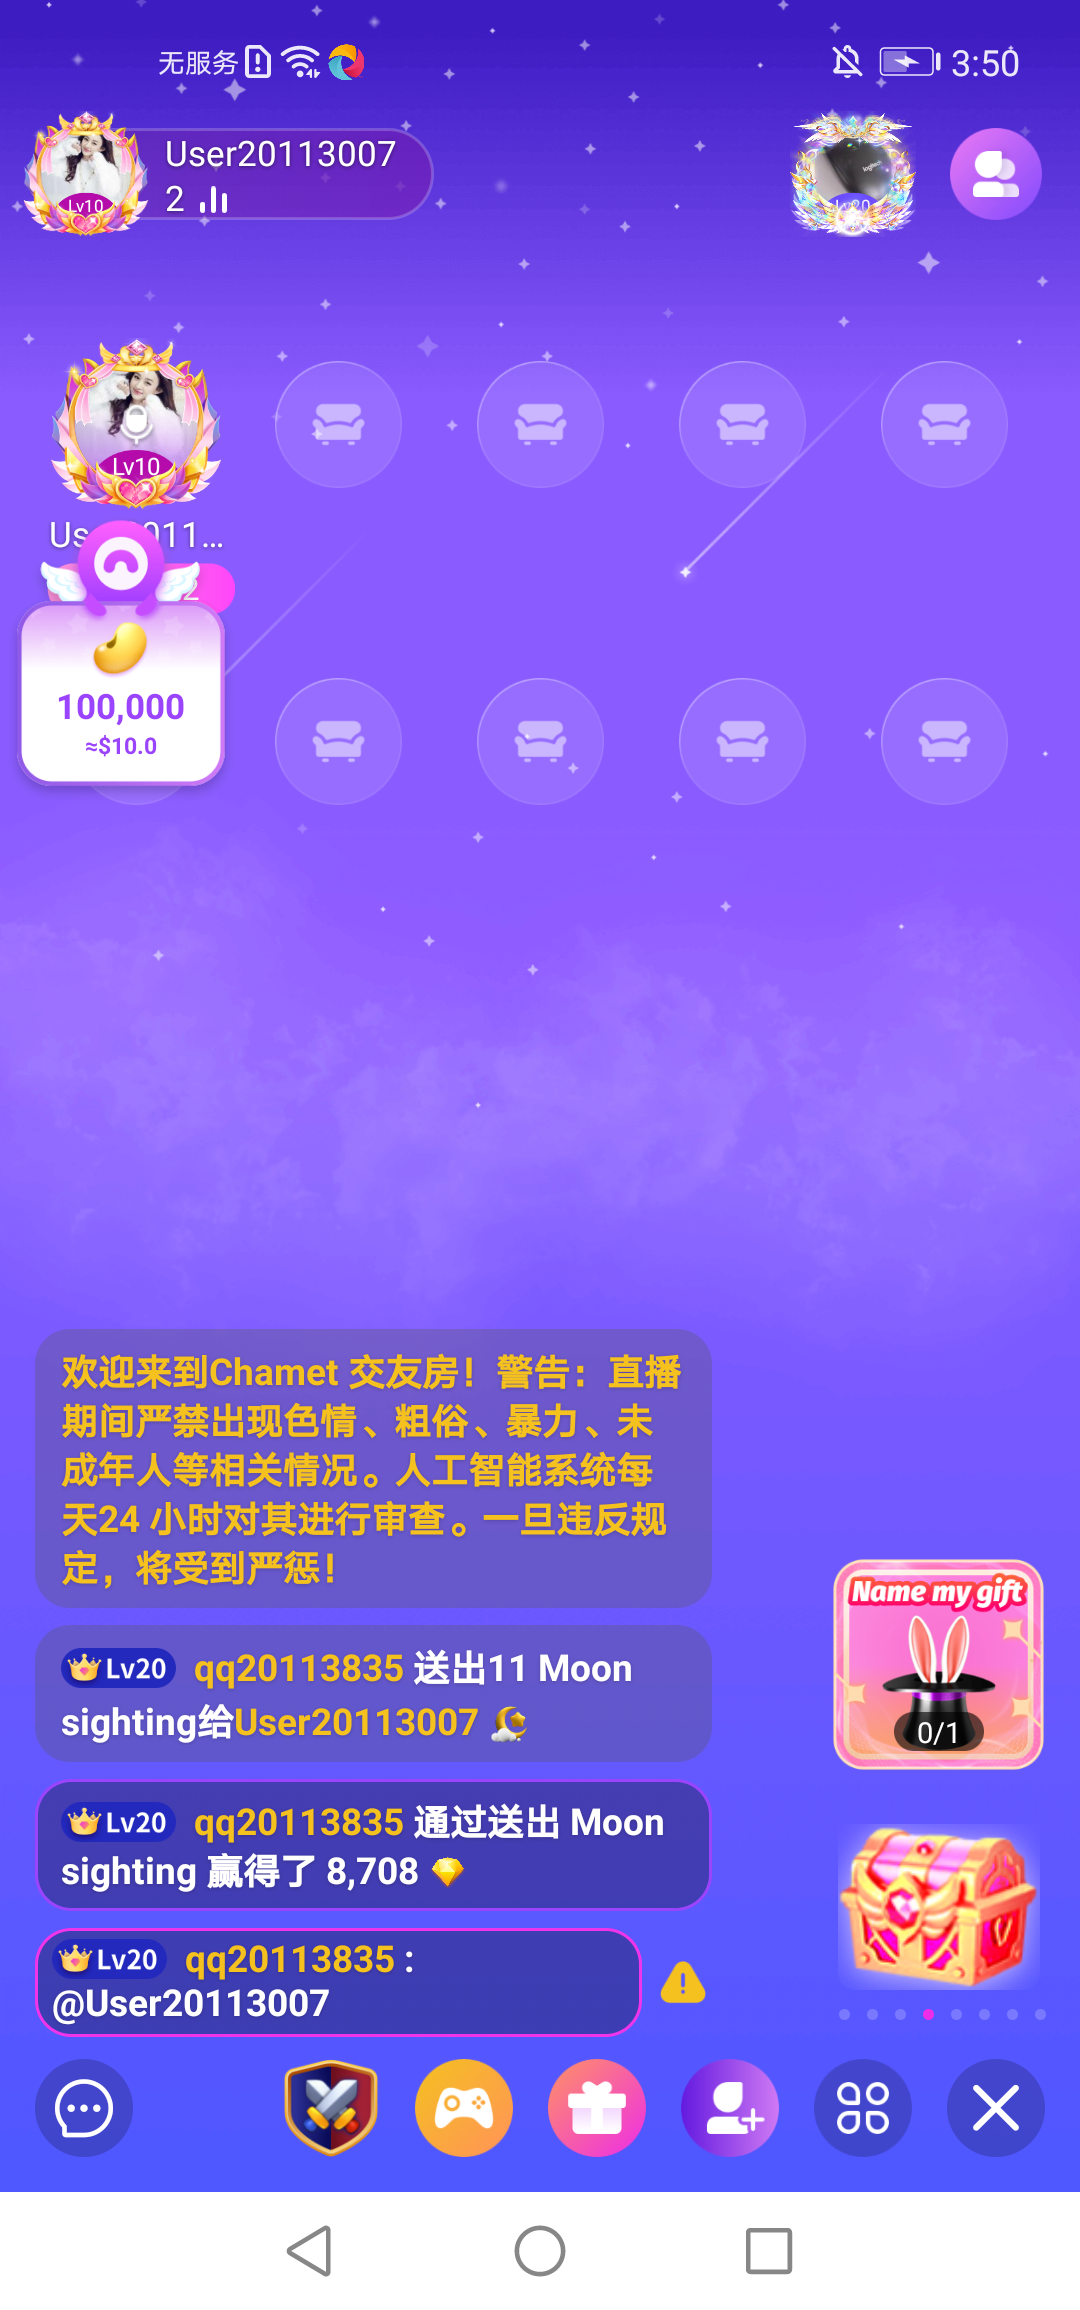 无服务
3:50
User20113007
2
Lv10
Lv20
Lv10
Us 011...
2
100,000
≈$10.0
欢迎来到Chamet 交友房！警告：直播
期间严禁出现色情、粗俗、暴力、未
成年人等相关情况。人工智能系统每
天24 小时对其进行审查。一旦违反规
定，将受到严惩！
Lv20 qq20113835 送出11 Moon
sighting给User20113007
Lv20 qq20113835 通过送出 Moon
sighting 赢得了 8,708
Lv20 qq20113835 :
@User20113007
Name my gift
0/1